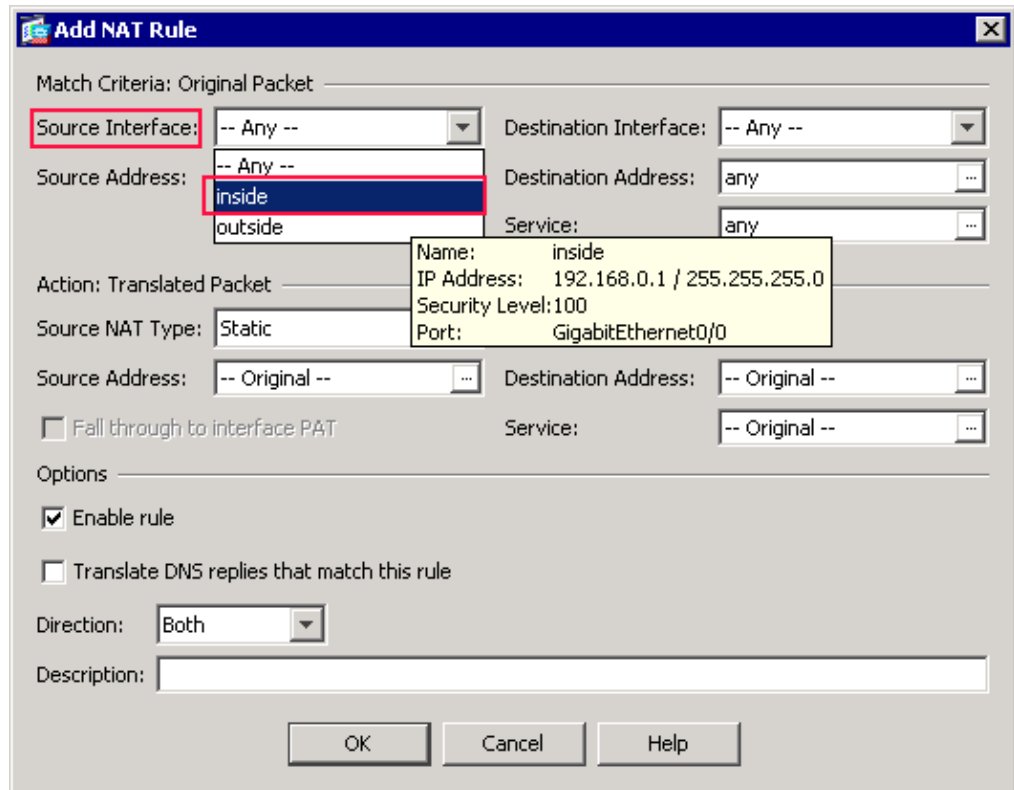 Add NAT Rule
Match Criteria: Original Packet
Source Interface: -- Any -- Destination Interface: -- Any --
-- Any --
Source Address: Destination Address: any
inside
outside Service: any
Name: inside
IP Address: 192.168.0.1 / 255.255.255.0
Security Level:100
Port: GigabitEthernet0/0
Action: Translated Packet
Source NAT Type: Static
Source Address: -- Original -- Destination Address: -- Original --
Fall through to interface PAT Service: -- Original --
Options
Enable rule
Translate DNS replies that match this rule
Direction: Both
Description:
OK Cancel Help